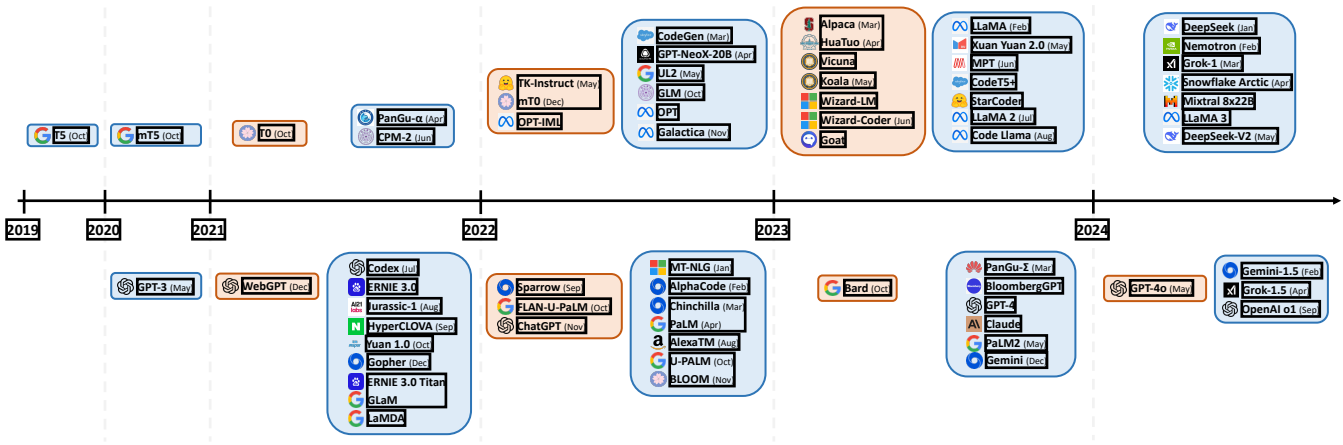 T5 (Oct)
mT5 (Oct)
T0 (Oct)
PanGu-α (Apr)
CPM-2 (Jun)
TK-Instruct (May)
mT0 (Dec)
OPT-IML
CodeGen (Mar)
GPT-NeoX-20B (Apr)
UL2 (May)
GLM (Oct)
OPT
Galactica (Nov)
Alpaca (Mar)
HuaTuo (Apr)
Vicuna
Koala (May)
Wizard-LM
Wizard-Coder (Jun)
Goat
LLaMA (Feb)
Xuan Yuan 2.0 (May)
MPT (Jun)
CodeT5+
StarCoder
LLaMA 2 (Jul)
Code Llama (Aug)
DeepSeek (Jan)
Nemotron (Feb)
Grok-1 (Mar)
Snowflake Arctic (Apr)
Mixtral 8x22B
LLaMA 3
DeepSeek-V2 (May)
2019
2020
2021
2022
2023
2024
GPT-3 (May)
WebGPT (Dec)
Codex (Jul)
ERNIE 3.0
AI21 labs
Jurassic-1 (Aug)
HyperCLOVA (Sep)
Yuan 1.0 (Oct)
Gopher (Dec)
ERNIE 3.0 Titan
GLaM
LaMDA
Sparrow (Sep)
FLAN-U-PaLM (Oct)
ChatGPT (Nov)
MT-NLG (Jan)
AlphaCode (Feb)
Chinchilla (Mar)
PaLM (Apr)
AlexaTM (Aug)
U-PALM (Oct)
BLOOM (Nov)
Bard (Oct)
PanGu-Σ (Mar)
BloombergGPT
GPT-4
Claude
PaLM2 (May)
Gemini (Dec)
GPT-4o (May)
Gemini-1.5 (Feb)
Grok-1.5 (Apr)
OpenAI o1 (Sep)